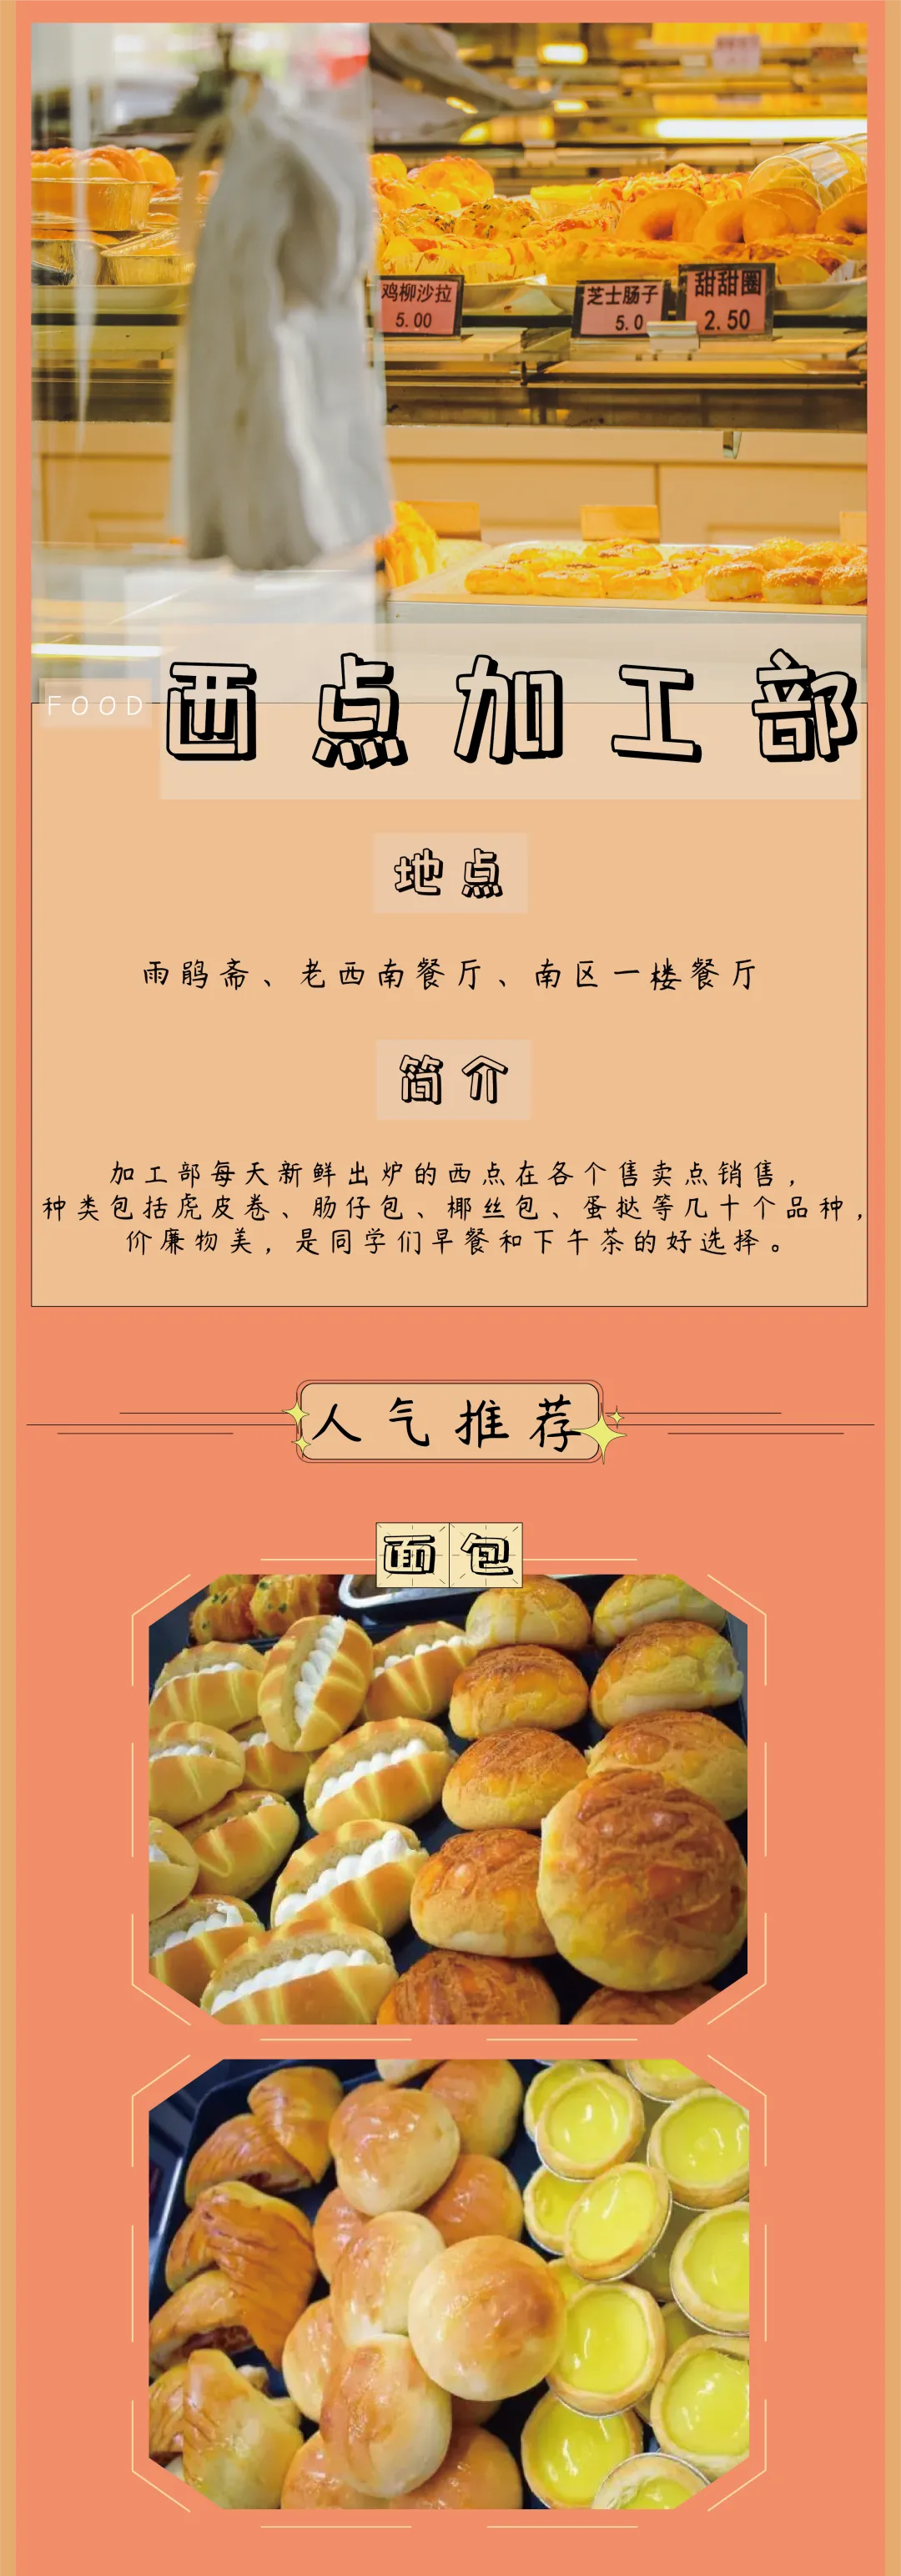 鸡柳沙拉
5.00
芝士肠子
5.0
甜甜圈
2.50
FOOD
西点加工部
地点
雨鹃斋、老西南餐厅、南区一楼餐厅
简介
加工部每天新鲜出炉的西点在各个售卖点销售，
种类包括虎皮卷、肠仔包、椰丝包、蛋挞等几十个品种，
价廉物美，是同学们早餐和下午茶的好选择。
人气推荐
面包